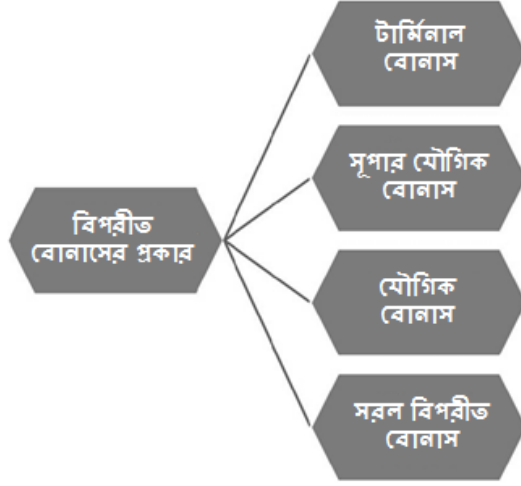 টার্মিনাল
বোনাস
সূপার যৌগিক
বোনাস
বিপরীত
বোনাসের প্রকার
যৌগিক
বোনাস
সরল বিপরীত
বোনাস